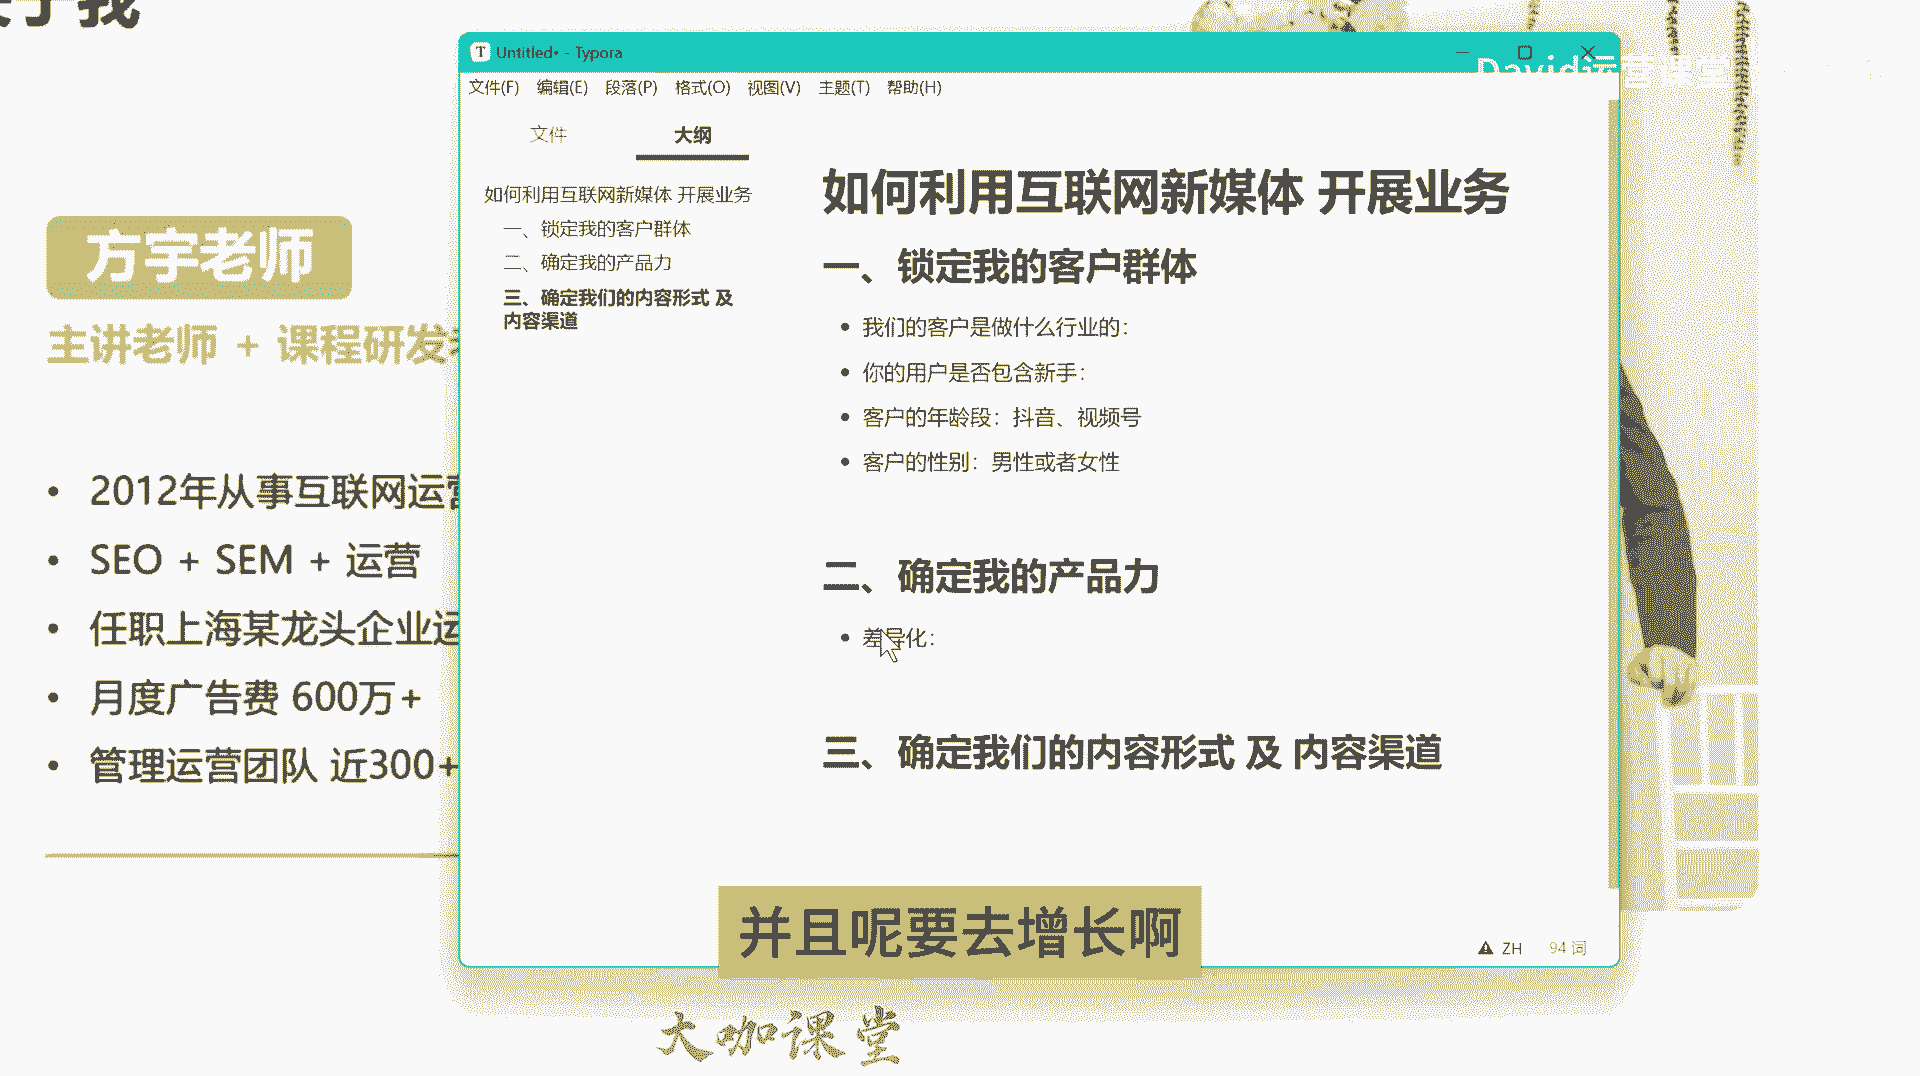 方宇老师
主讲老师 + 课程研发
• 2012年从事互联网运营
• SEO + SEM + 运营
• 任职上海某龙头企业运
• 月度广告费 600万+
• 管理运营团队 近300+
Untitled• - Typora
文件(F) 编辑(E) 段落(P) 格式(O) 视图(V) 主题(T) 帮助(H)
文件 大纲
如何利用互联网新媒体 开展业务
一、锁定我的客户群体
二、确定我的产品力
三、确定我们的内容形式 及
内容渠道
如何利用互联网新媒体 开展业务
一、锁定我的客户群体
• 我们的客户是做什么行业的：
• 你的用户是否包含新手：
• 客户的年龄段：抖音、视频号
• 客户的性别：男性或者女性
二、确定我的产品力
• 差异化：
三、确定我们的内容形式 及 内容渠道
ZH 94 词
David运营课堂
并且呢要去增长啊
大咖课堂